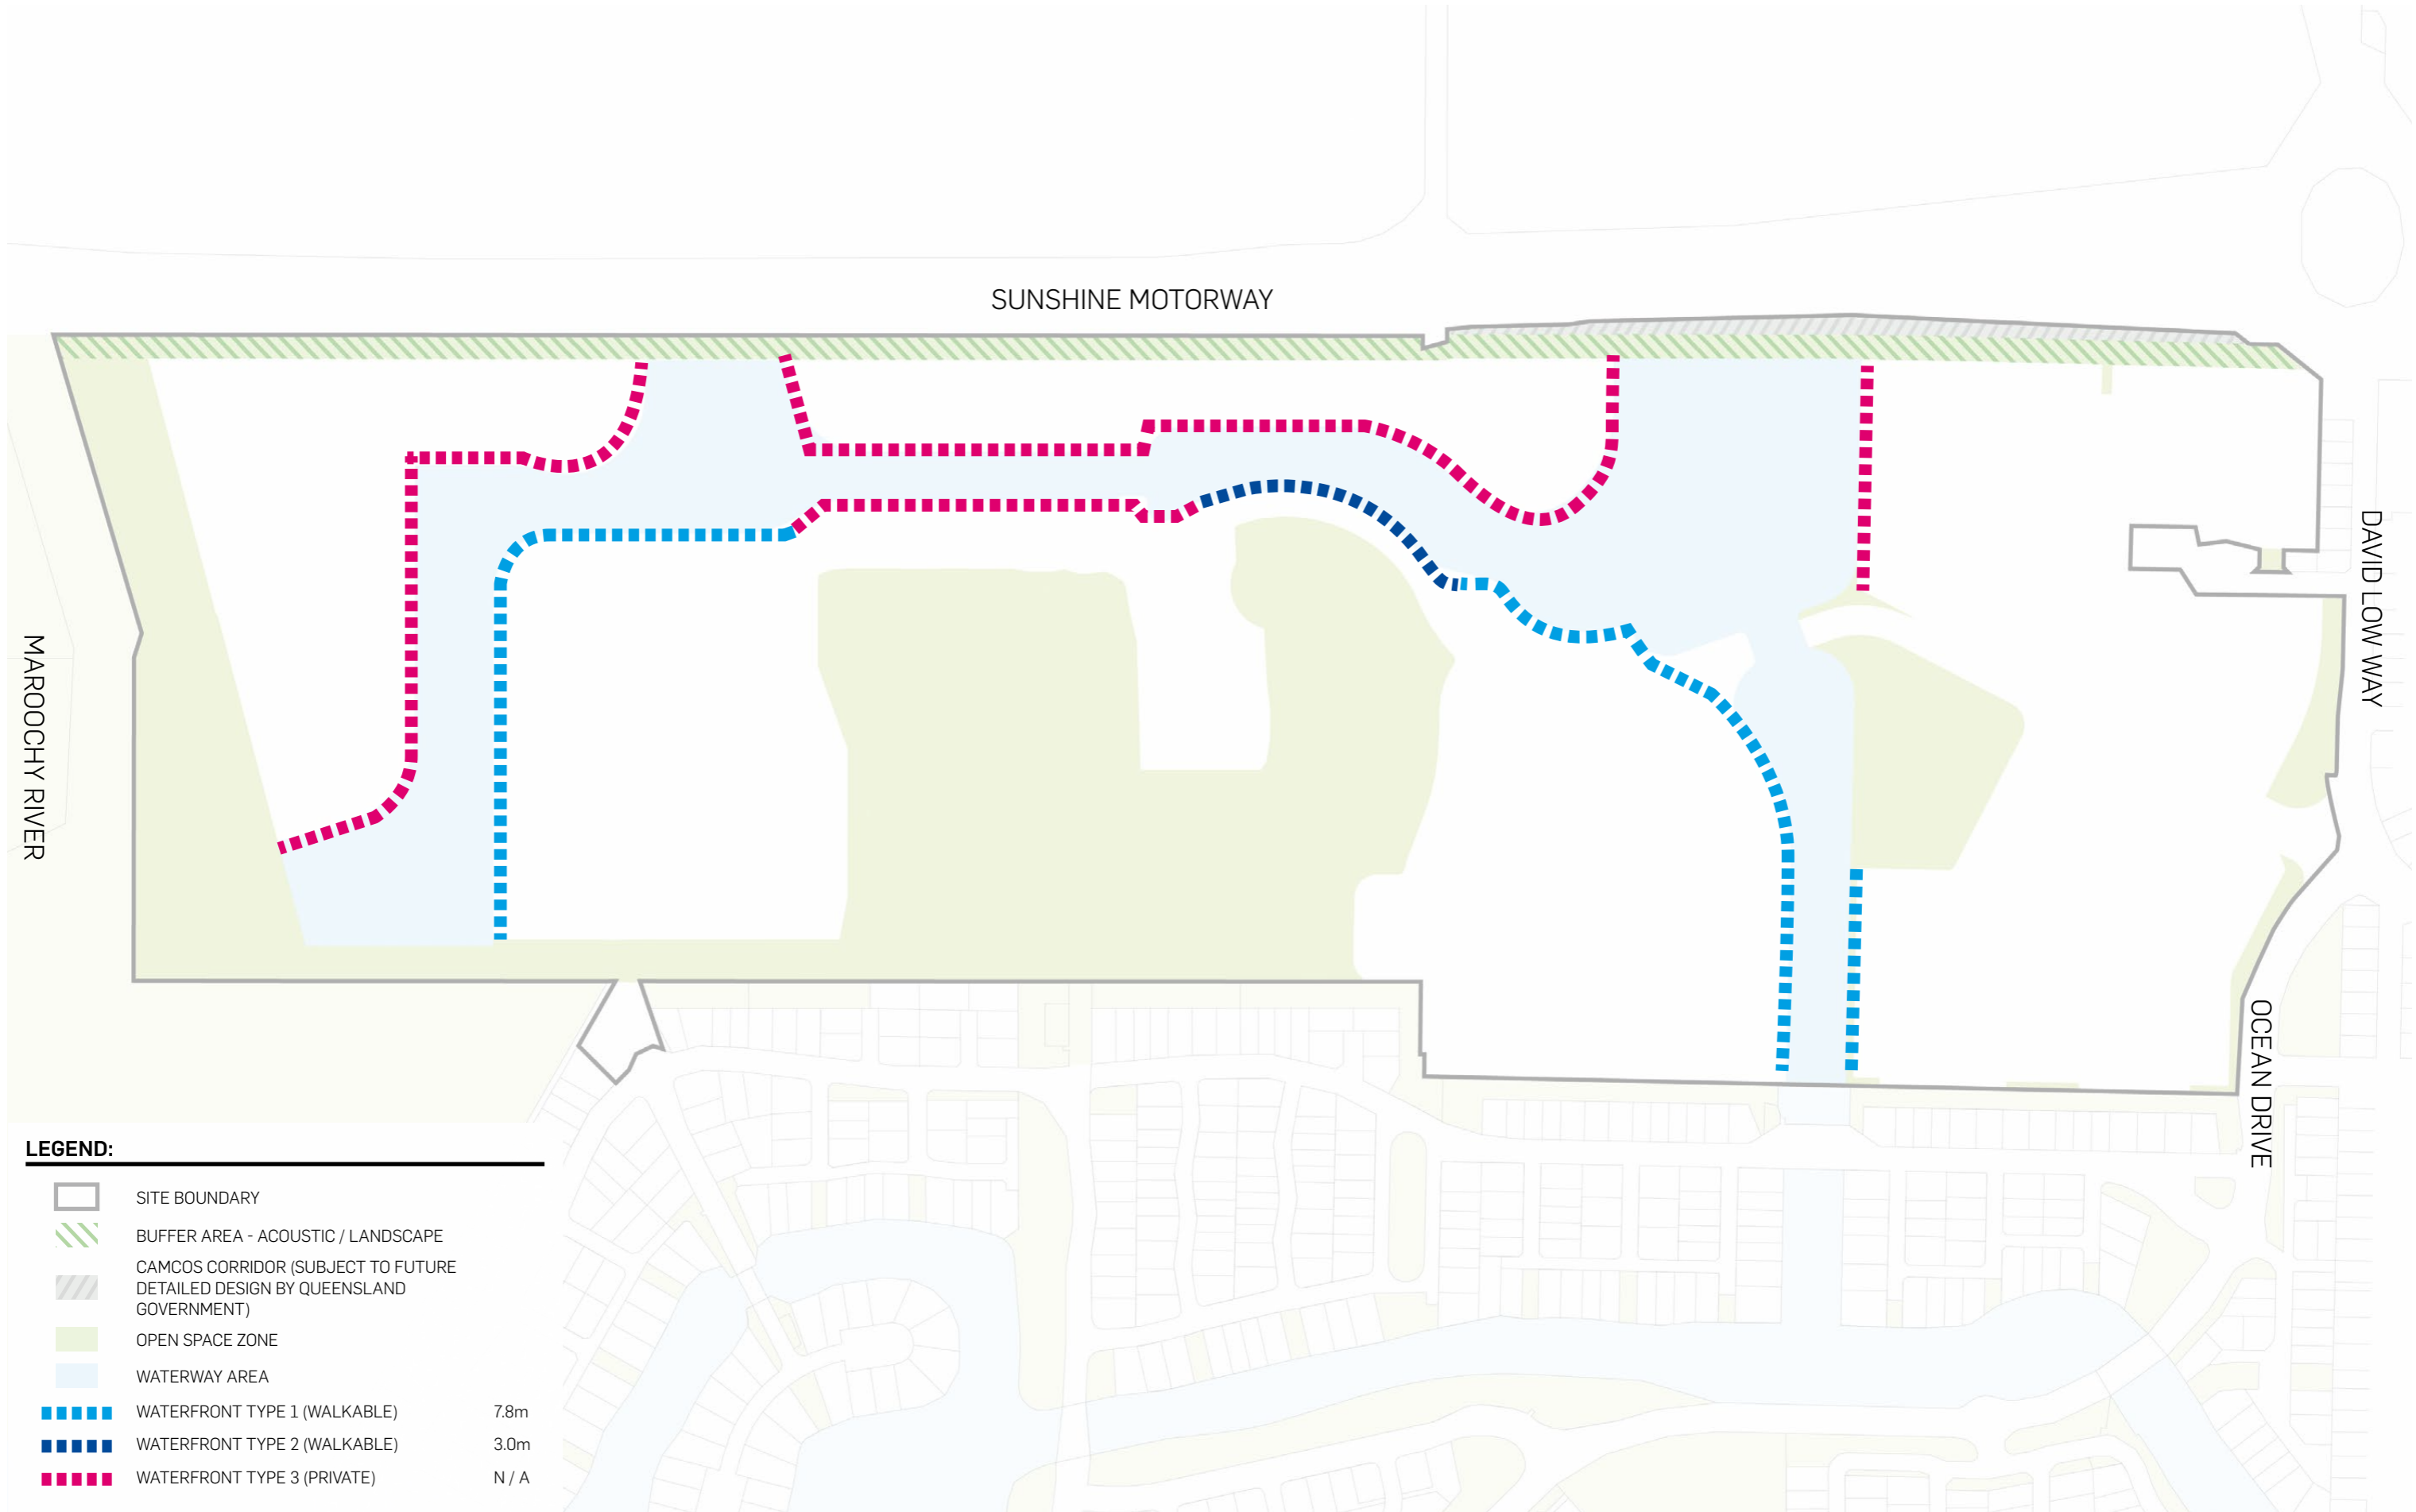 SUNSHINE MOTORWAY
MAROOCHY RIVER
DAVID LOW WAY
OCEAN DRIVE
LEGEND:
SITE BOUNDARY
BUFFER AREA - ACOUSTIC / LANDSCAPE
CAMCOS CORRIDOR (SUBJECT TO FUTURE
DETAILED DESIGN BY QUEENSLAND
GOVERNMENT)
OPEN SPACE ZONE
WATERWAY AREA
WATERFRONT TYPE 1 (WALKABLE) 7.8m
WATERFRONT TYPE 2 (WALKABLE) 3.0m
WATERFRONT TYPE 3 (PRIVATE) N / A